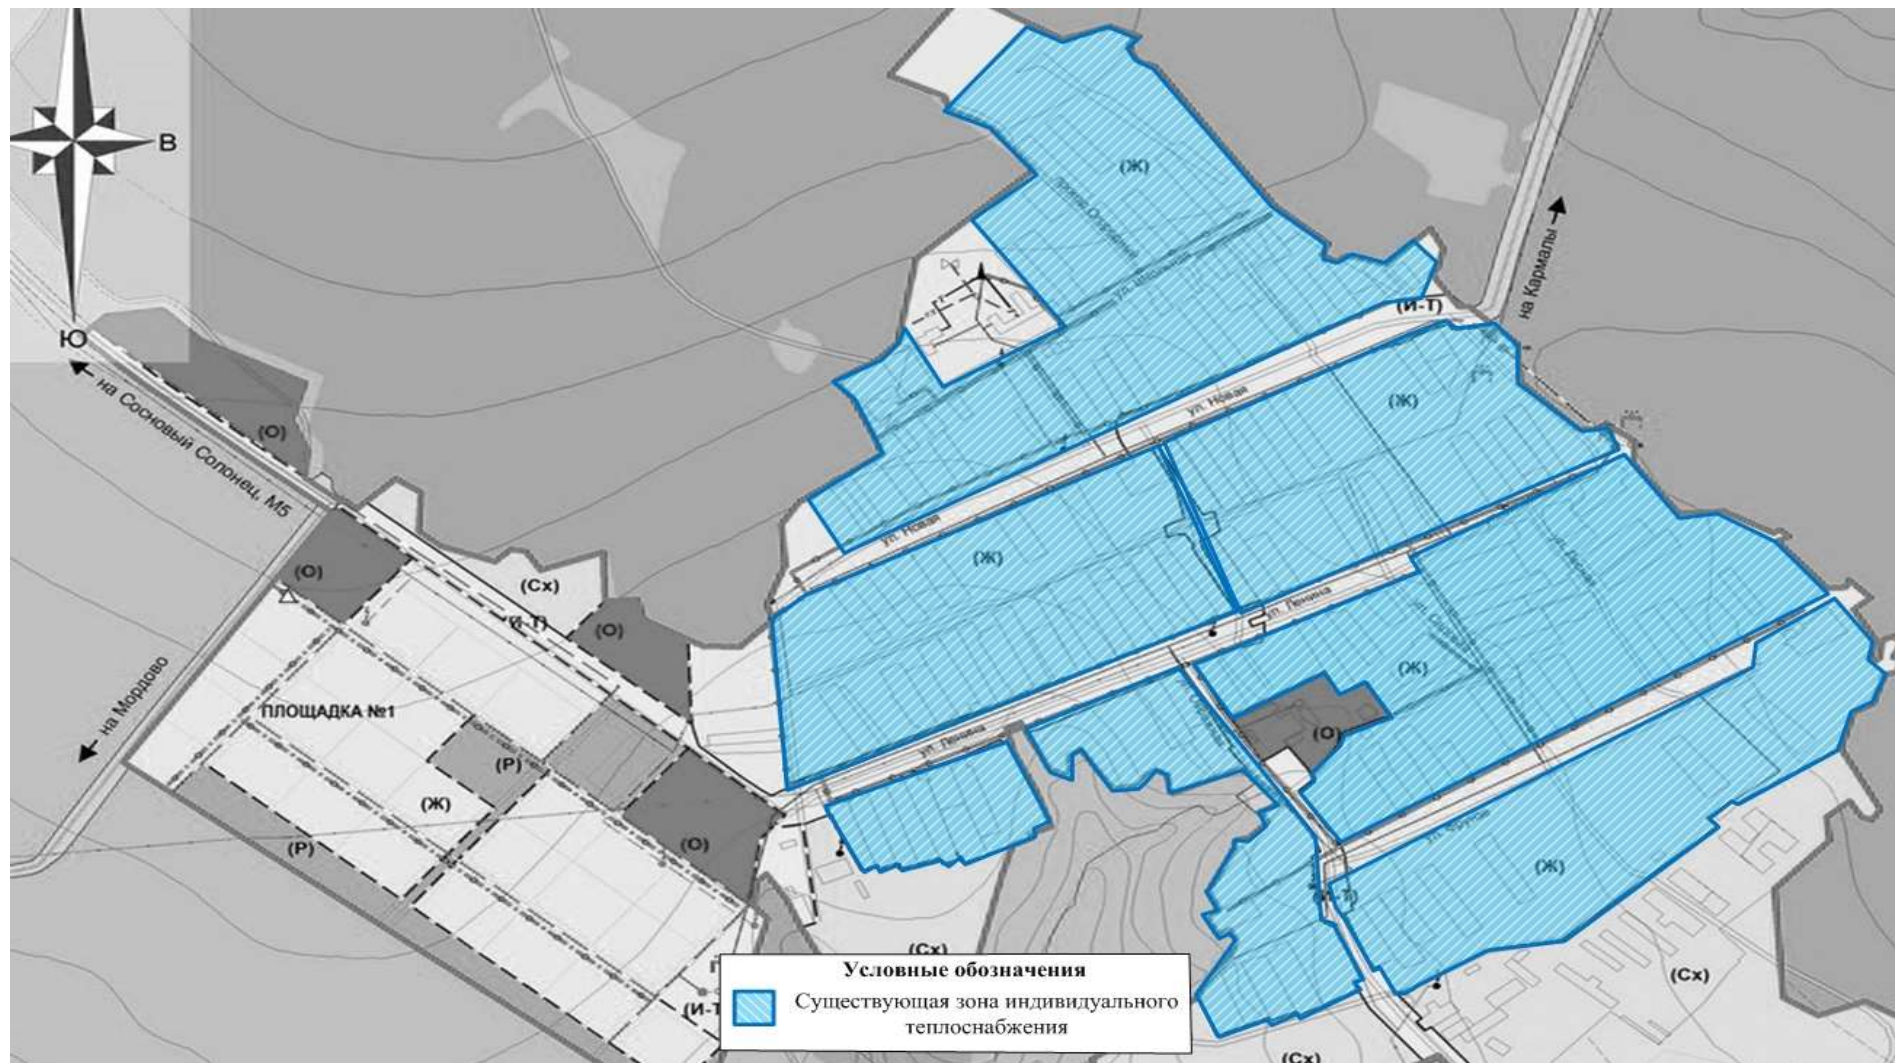 В
Ю
на Сосновый Солонец, М5
на Мордово
на Кармалы
(Ж)
(И-Т)
(Ж)
(Ж)
(Ж)
(Ж)
(О)
(О)
(О)
(О)
(О)
(Сх)
(И-Т)
ул. Новая
ул. Новая
ул. Ленина
ул. Ленина
ПЛОЩАДКА №1
(Р)
(Ж)
(Р)
(И-Т)
(Сх)
(Сх)
(Сх)
Условные обозначения
Существующая зона индивидуального
теплоснабжения